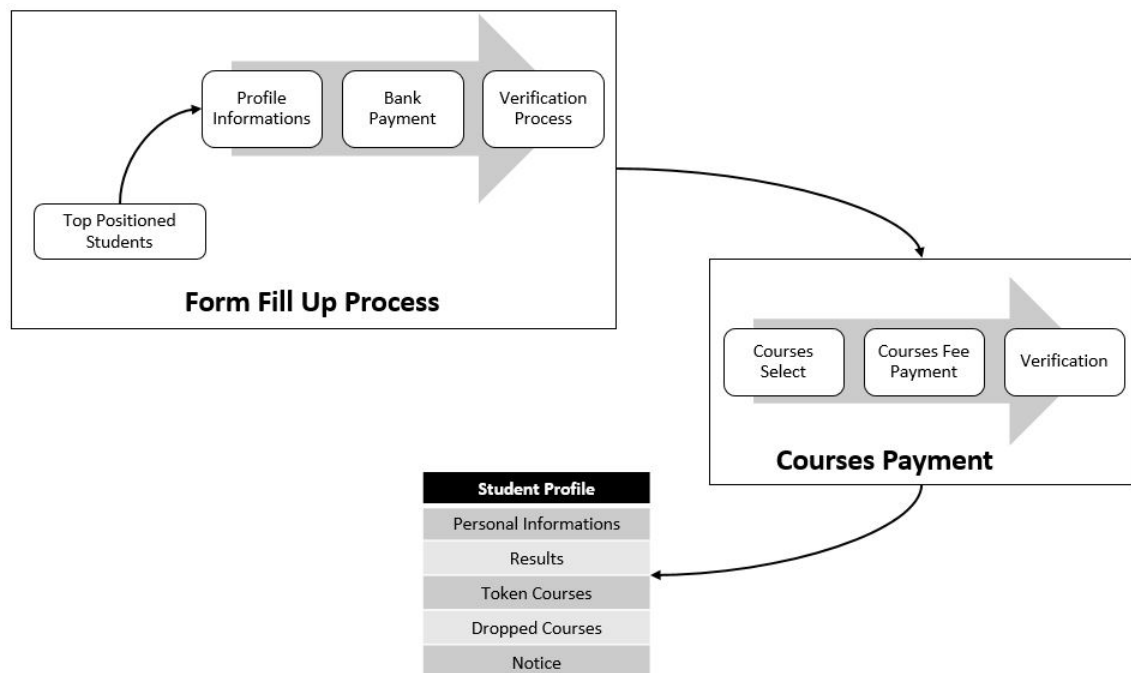 Profile
Informations
Bank
Payment
Verification
Process
Top Positioned
Students
Form Fill Up Process
Courses
Select
Courses Fee
Payment
Verification
Courses Payment
Student Profile
Personal Informations
Results
Token Courses
Dropped Courses
Notice